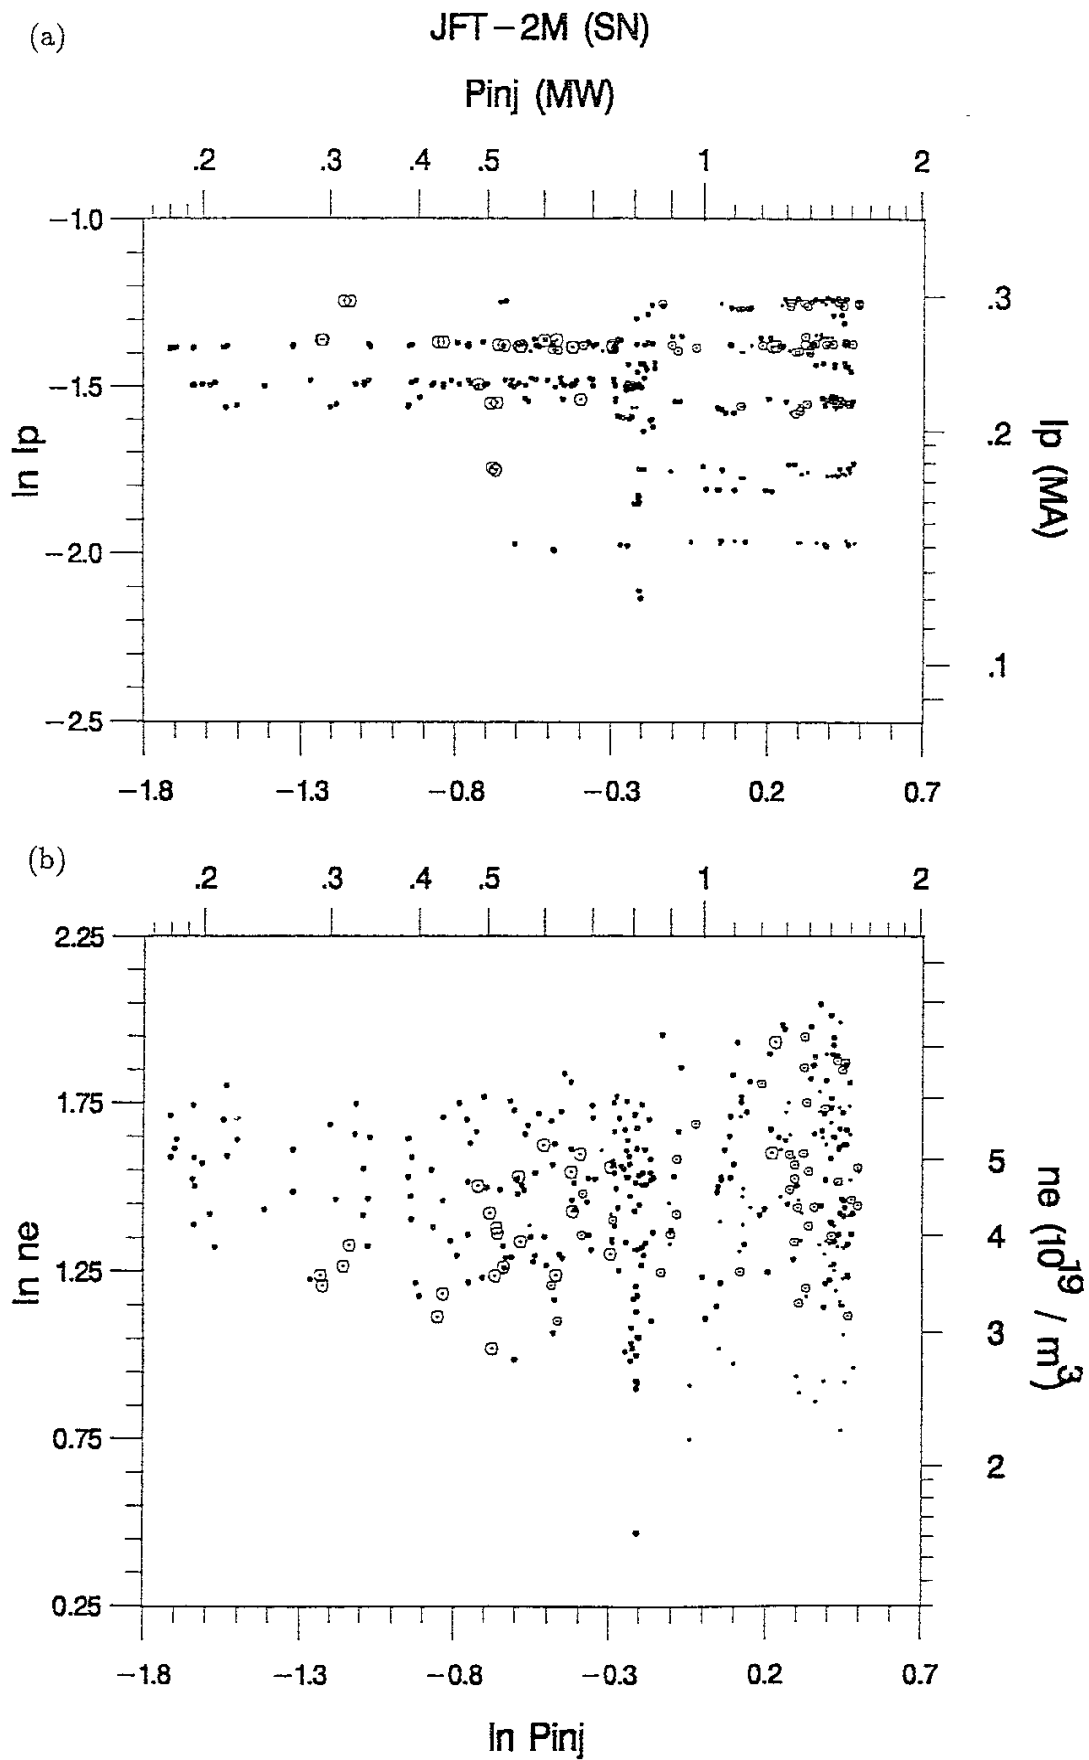 (a)
JFT-2M (SN)
Pinj (MW)
.2 .3 .4 .5 1 2
-1.0
-1.5
-2.0
-2.5
ln Ip
.3
.2
.1
Ip (MA)
-1.8 -1.3 -0.8 -0.3 0.2 0.7
(b)
.2 .3 .4 .5 1 2
2.25
1.75
1.25
0.75
0.25
ln ne
5
4
3
2
ne (10^19 / m^3)
-1.8 -1.3 -0.8 -0.3 0.2 0.7
ln Pinj